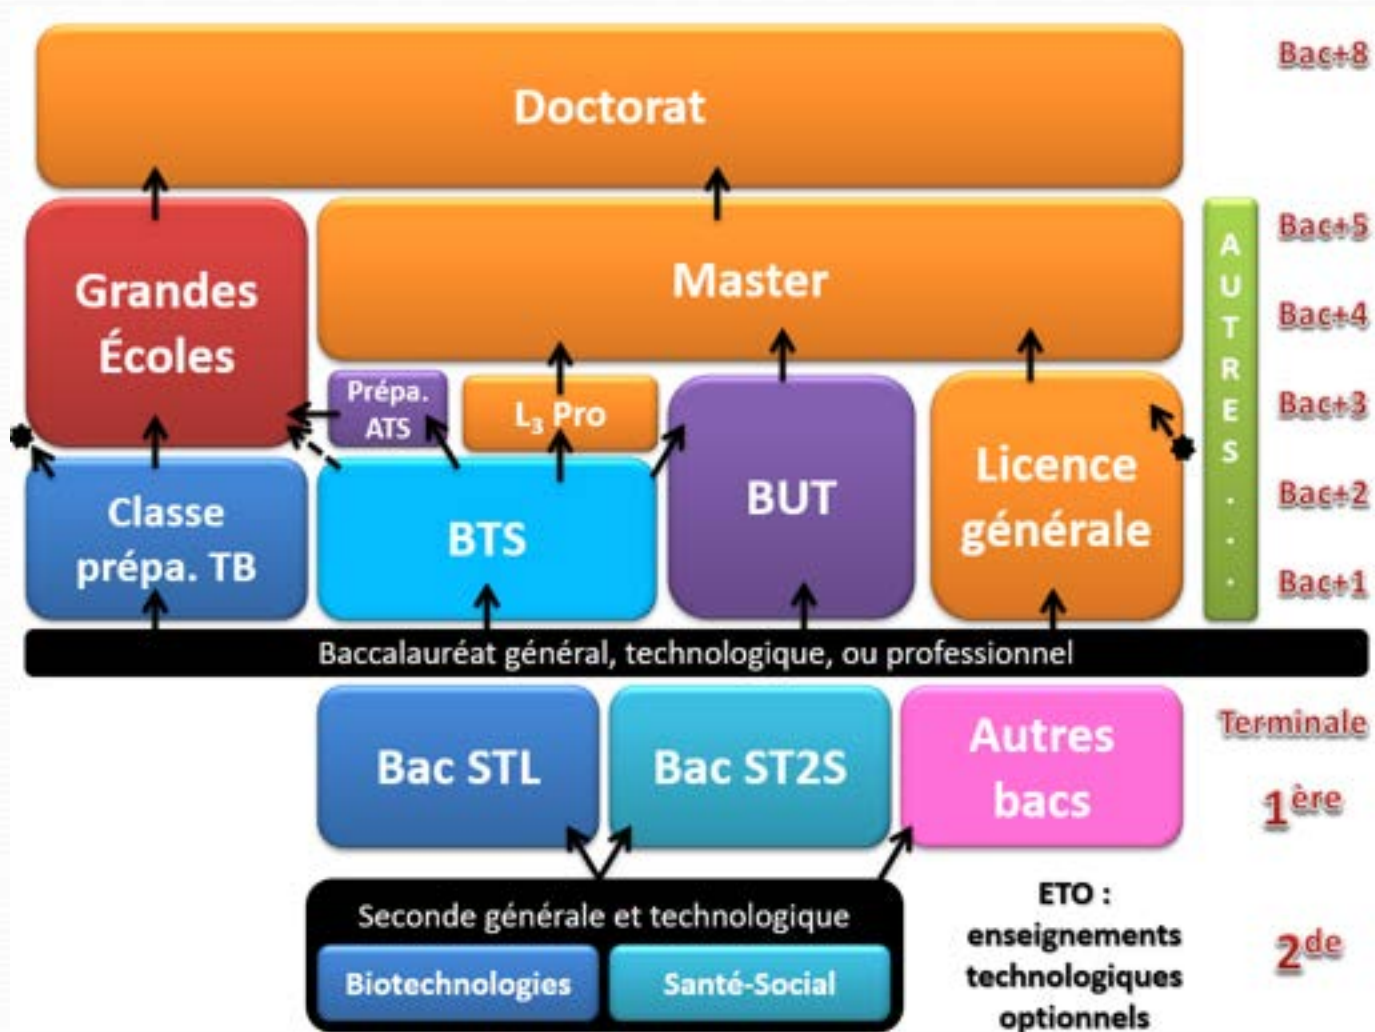 Bac+8
Doctorat
Grandes
Écoles
Master
AUTRES...
Bac+5
Bac+4
Bac+3
Bac+2
Bac+1
Prépa.
ATS
L₃ Pro
Classe
prépa. TB
BTS
BUT
Licence
générale
Baccalauréat général, technologique, ou professionnel
Bac STL
Bac ST2S
Autres
bacs
Terminale
1ère
Seconde générale et technologique
Biotechnologies
Santé-Social
ETO :
enseignements
technologiques
optionnels
2de